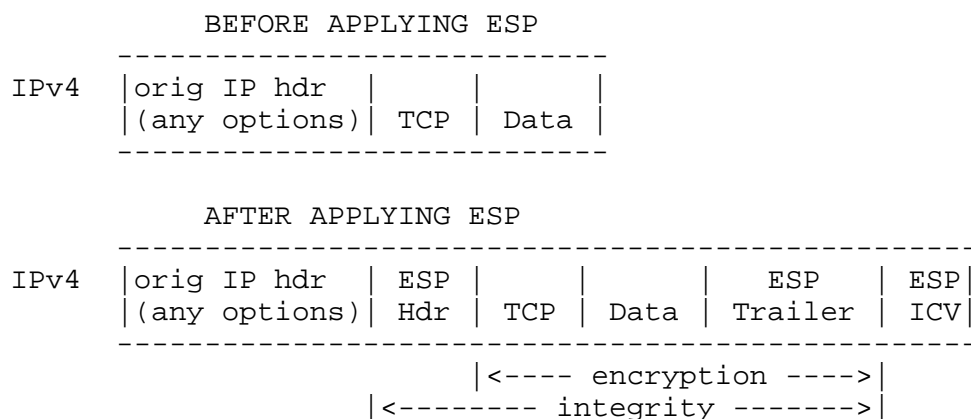 BEFORE APPLYING ESP
-----------------------------
IPv4  |orig IP hdr  |     |      |
      |(any options)| TCP | Data |
-----------------------------
AFTER APPLYING ESP
-------------------------------------------------
IPv4  |orig IP hdr  | ESP |     |      |   ESP   | ESP|
      |(any options)| Hdr | TCP | Data | Trailer | ICV|
-------------------------------------------------
|<---- encryption ---->|
|<-------- integrity ------->|